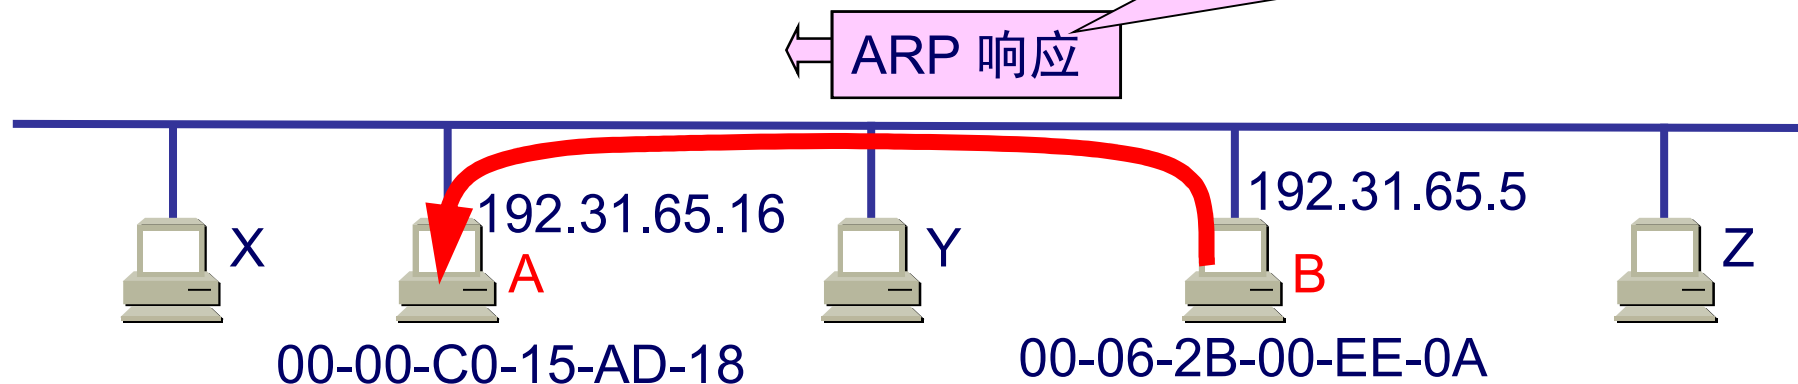 ARP 响应
192.31.65.16
192.31.65.5
X
A
Y
B
Z
00-00-C0-15-AD-18
00-06-2B-00-EE-0A